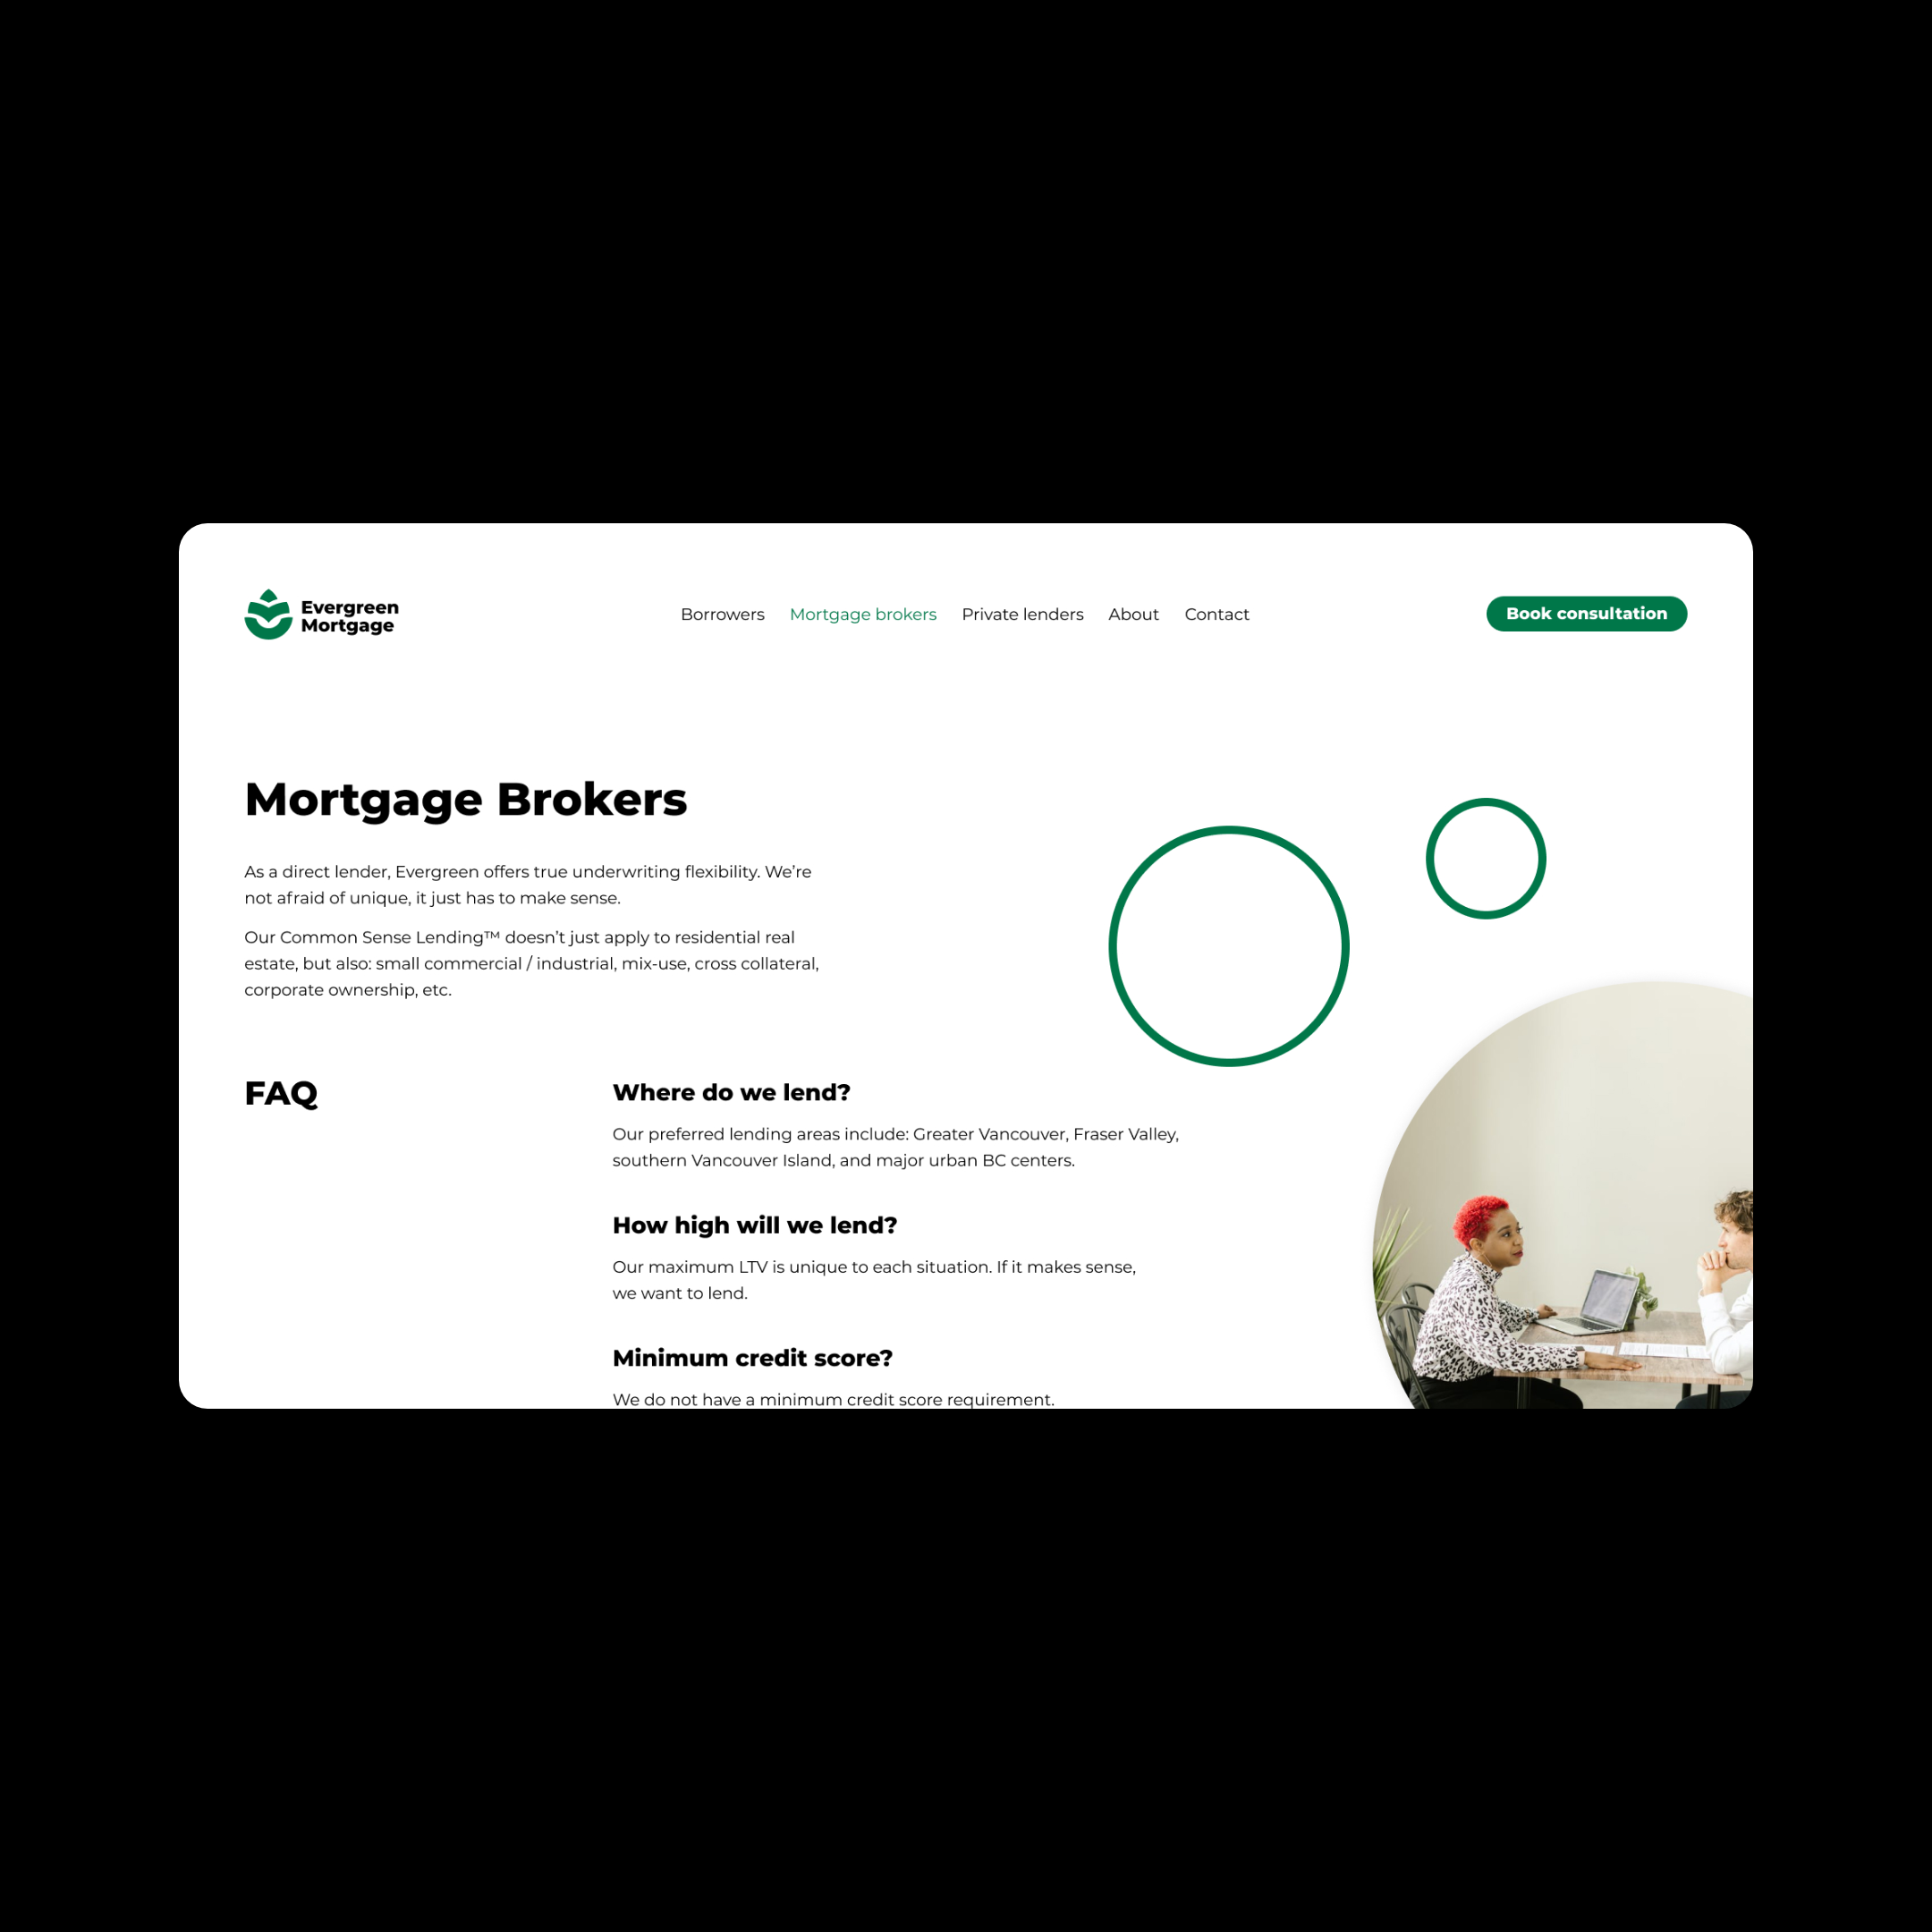 Evergreen
Mortgage
Borrowers Mortgage brokers Private lenders About Contact
Book consultation
Mortgage Brokers
As a direct lender, Evergreen offers true underwriting flexibility. We’re
not afraid of unique, it just has to make sense.
Our Common Sense Lending™ doesn’t just apply to residential real
estate, but also: small commercial / industrial, mix-use, cross collateral,
corporate ownership, etc.
FAQ
Where do we lend?
Our preferred lending areas include: Greater Vancouver, Fraser Valley,
southern Vancouver Island, and major urban BC centers.
How high will we lend?
Our maximum LTV is unique to each situation. If it makes sense,
we want to lend.
Minimum credit score?
We do not have a minimum credit score requirement.